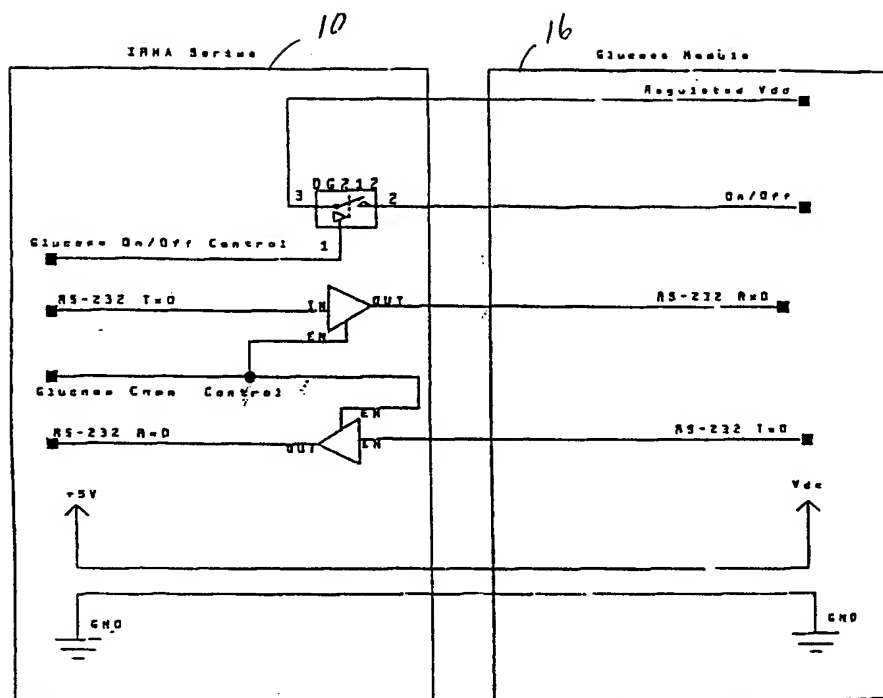 10
16
IRMA Series
Glucose Module
Regulated Vdd
DG212
3
2
On/Off
Glucose On/Off Control
1
RS-232 TxD
IN
OUT
RS-232 RxD
EN
Glucose Comm Control
EN
RS-232 RxD
OUT
IN
RS-232 TxD
+5V
Vdc
GND
GND